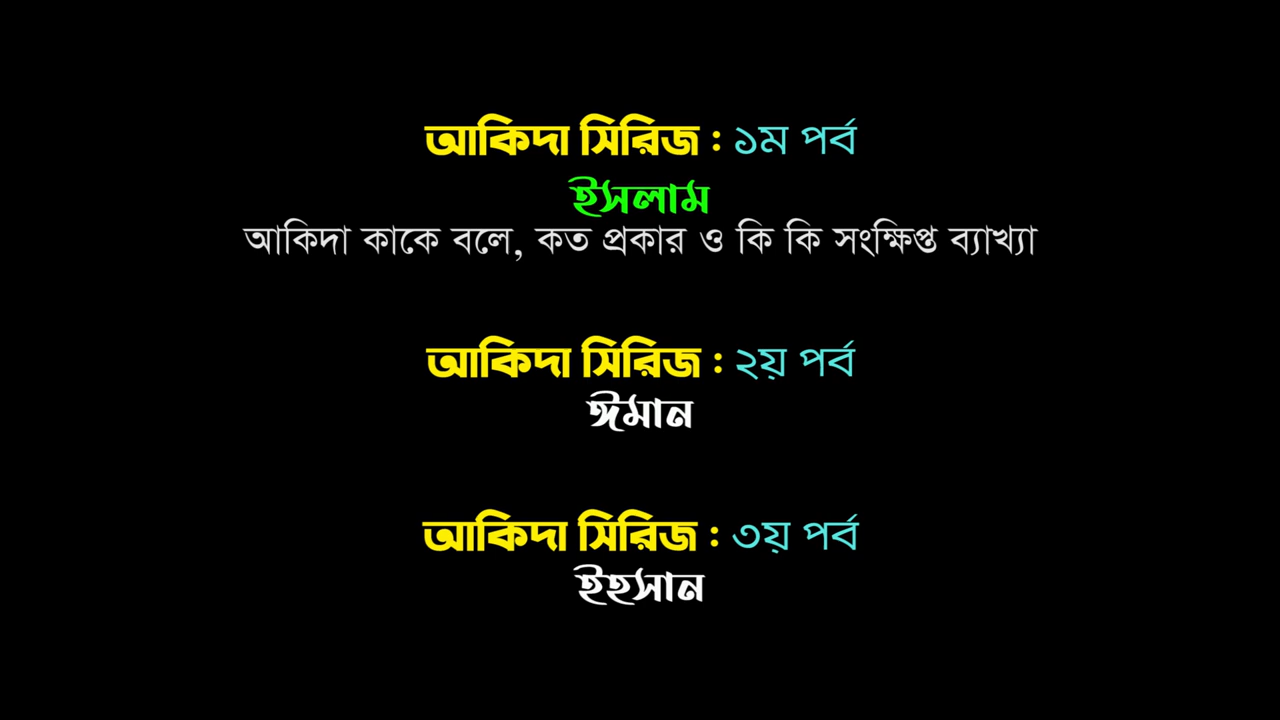 আকিদা সিরিজ : ১ম পর্ব
ইসলাম
আকিদা কাকে বলে, কত প্রকার ও কি কি সংক্ষিপ্ত ব্যাখ্যা
আকিদা সিরিজ : ২য় পর্ব
ঈমান
আকিদা সিরিজ : ৩য় পর্ব
ইহসান